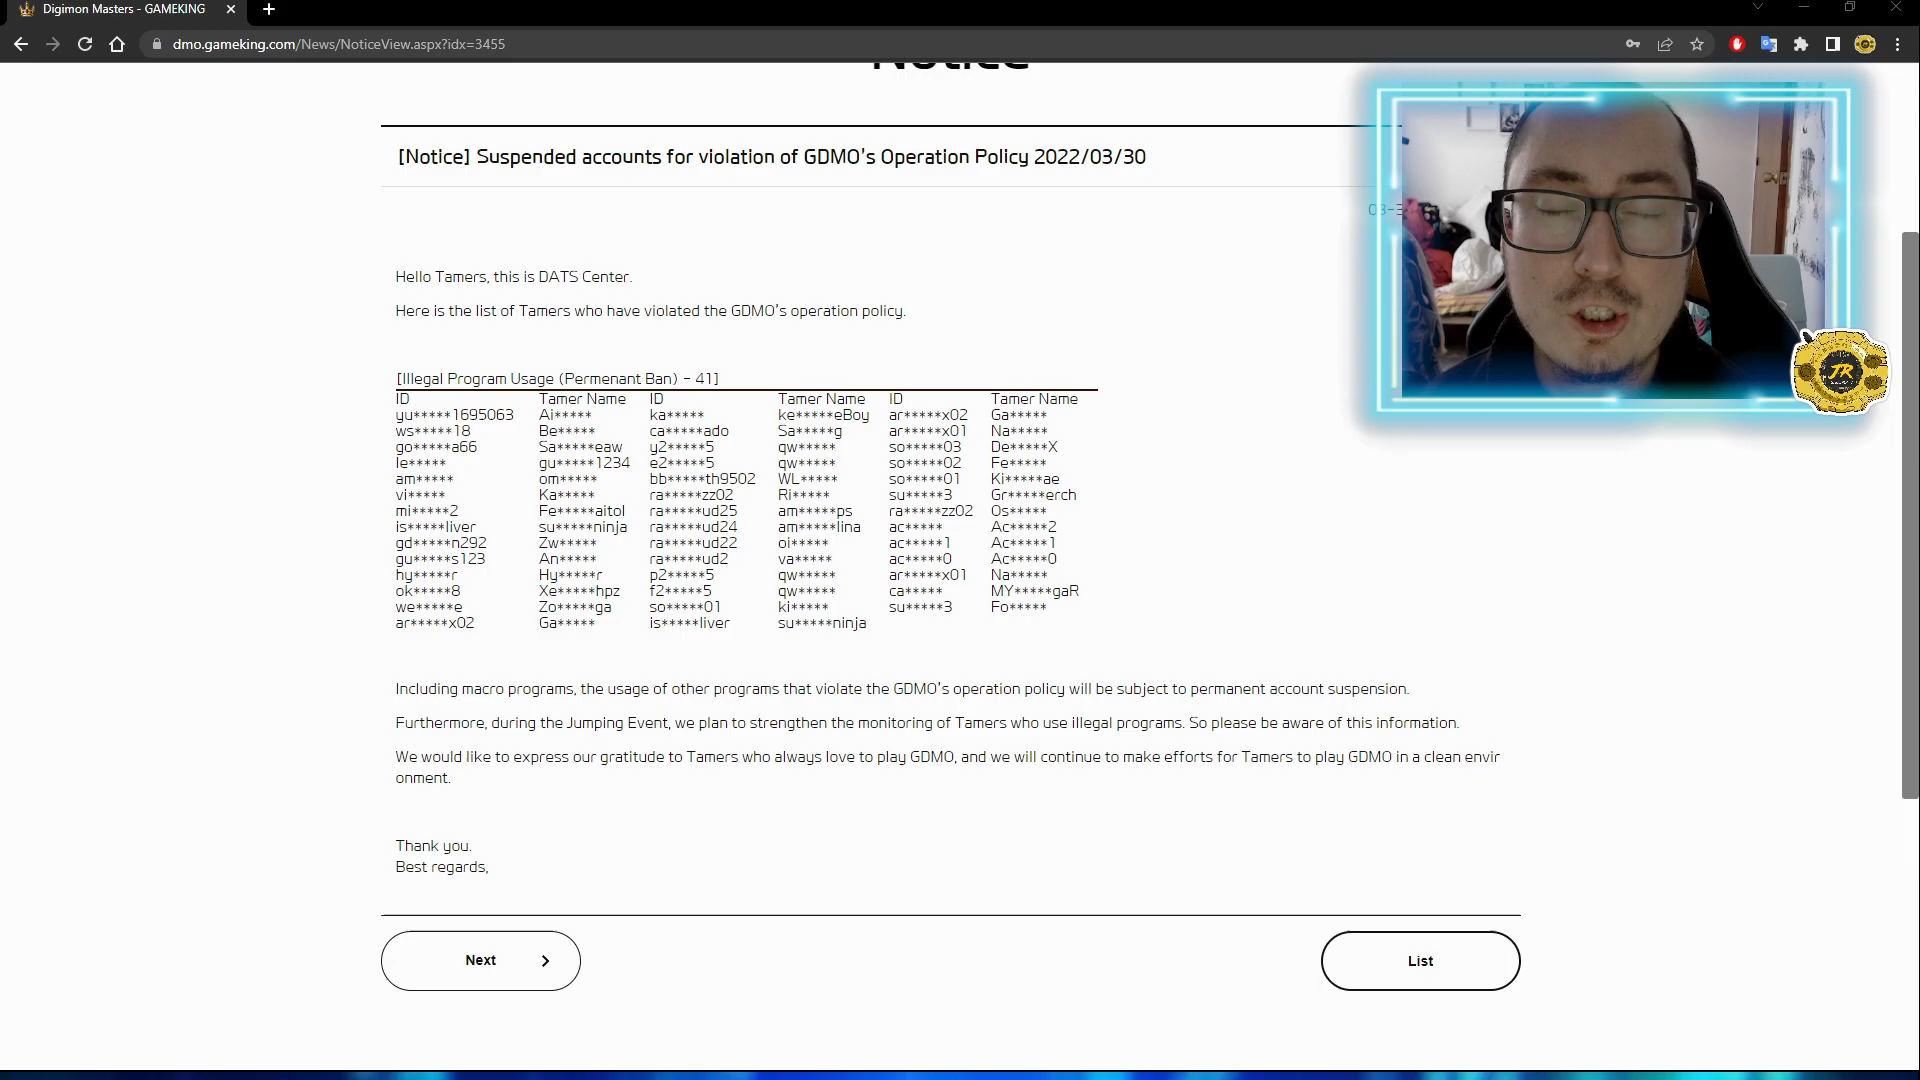 Digimon Masters - GAMEKING
dmo.gameking.com/News/NoticeView.aspx?idx=3455
Notice
[Notice] Suspended accounts for violation of GDMO's Operation Policy 2022/03/30
Hello Tamers, this is DATS Center.
Here is the list of Tamers who have violated the GDMO's operation policy.
[Illegal Program Usage (Permenant Ban) - 41]
ID Tamer Name ID Tamer Name ID Tamer Name
yu*****1695063 Ai***** ka***** ke*****eBoy ar*****x02 Ga*****
ws*****18 Be***** ca*****ado Sa*****g ar*****x01 Na*****
go*****a66 Sa*****eaw y2*****5 qw***** so*****03 De*****X
le***** gu*****1234 e2*****5 qw***** so*****02 Fe*****
am***** om***** bb*****th9502 WL***** so*****01 Ki*****ae
vi***** Ka***** ra*****zz02 Ri***** su*****3 Gr*****erch
mi*****2 Fe*****aitol ra*****ud25 am*****ps ra*****zz02 Os*****
is*****liver su*****ninja ra*****ud24 am*****lina ac***** Ac*****2
gd*****n292 Zw***** ra*****ud22 oi***** ac*****1 Ac*****1
gu*****s123 An***** ra*****ud2 va***** ac*****0 Ac*****0
hy*****r Hy*****r p2*****5 qw***** ar*****x01 Na*****
ok*****8 Xe*****hpz f2*****5 qw***** ca***** MY*****gaR
we*****e Zo*****ga so*****01 ki***** su*****3 Fo*****
ar*****x02 Ga***** is*****liver su*****ninja
Including macro programs, the usage of other programs that violate the GDMO's operation policy will be subject to permanent account suspension.
Furthermore, during the Jumping Event, we plan to strengthen the monitoring of Tamers who use illegal programs. So please be aware of this information.
We would like to express our gratitude to Tamers who always love to play GDMO, and we will continue to make efforts for Tamers to play GDMO in a clean envir
onment.
Thank you.
Best regards,
Next
List
JR